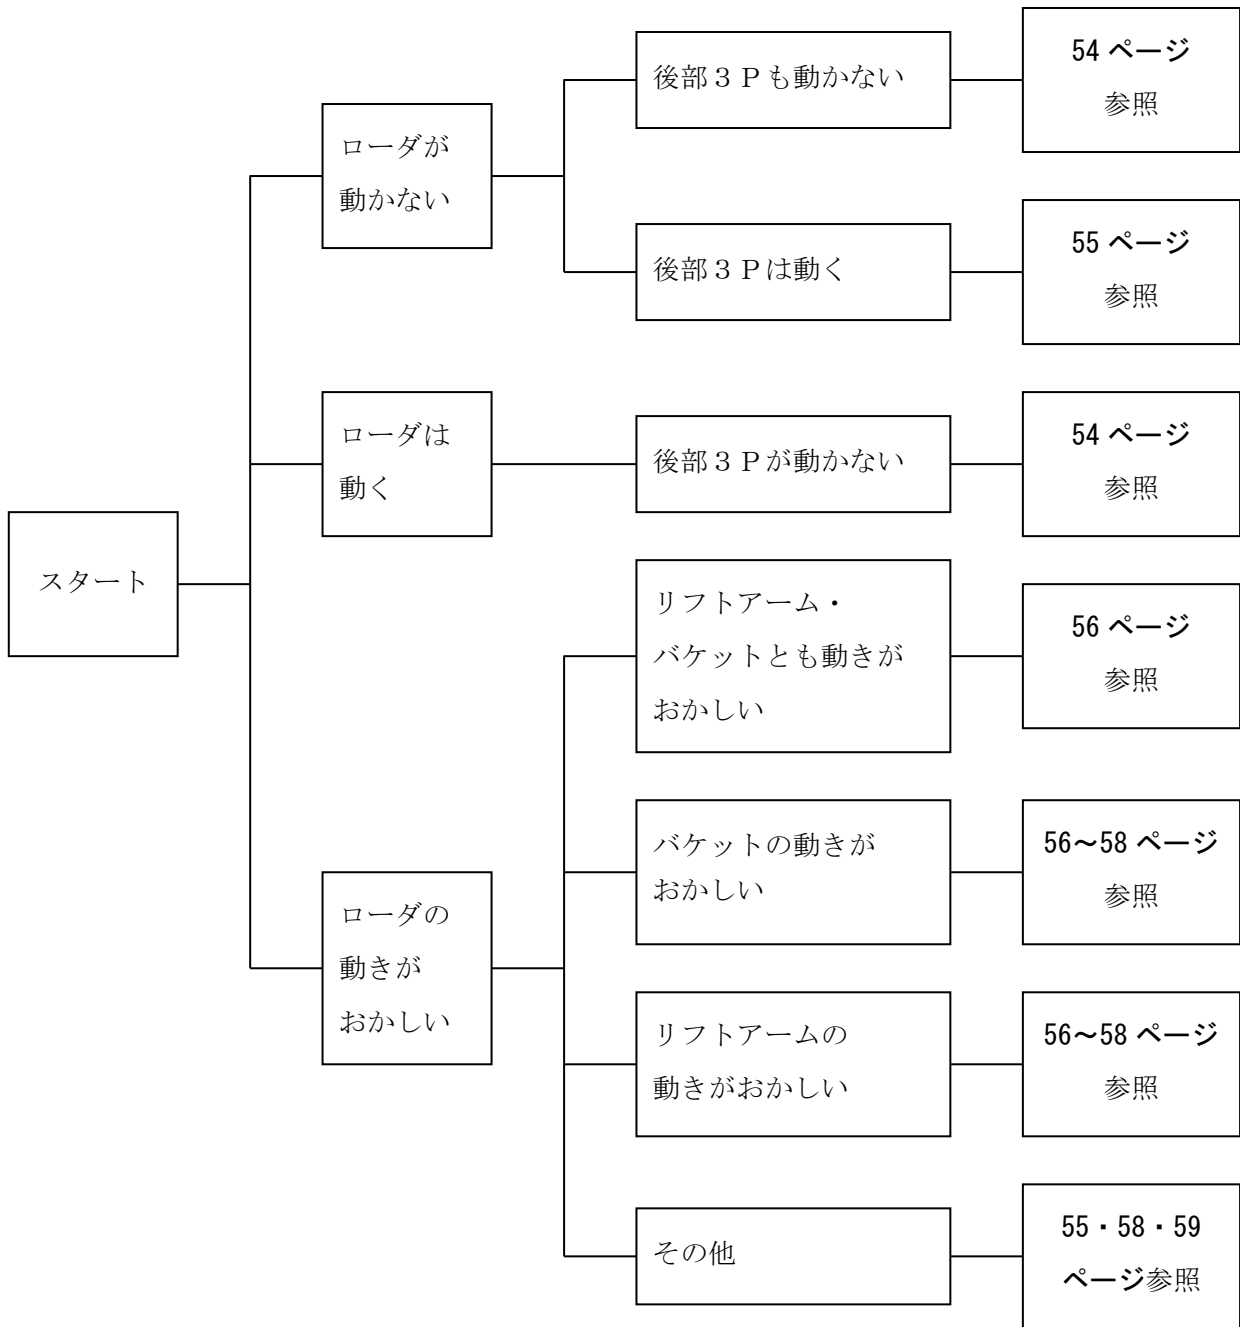 スタート
ローダが
動かない
後部３Ｐも動かない
54 ページ
参照
後部３Ｐは動く
55 ページ
参照
ローダは
動く
後部３Ｐが動かない
54 ページ
参照
ローダの
動きが
おかしい
リフトアーム・
バケットとも動きが
おかしい
56 ページ
参照
バケットの動きが
おかしい
56～58 ページ
参照
リフトアームの
動きがおかしい
56～58 ページ
参照
その他
55・58・59
ページ参照